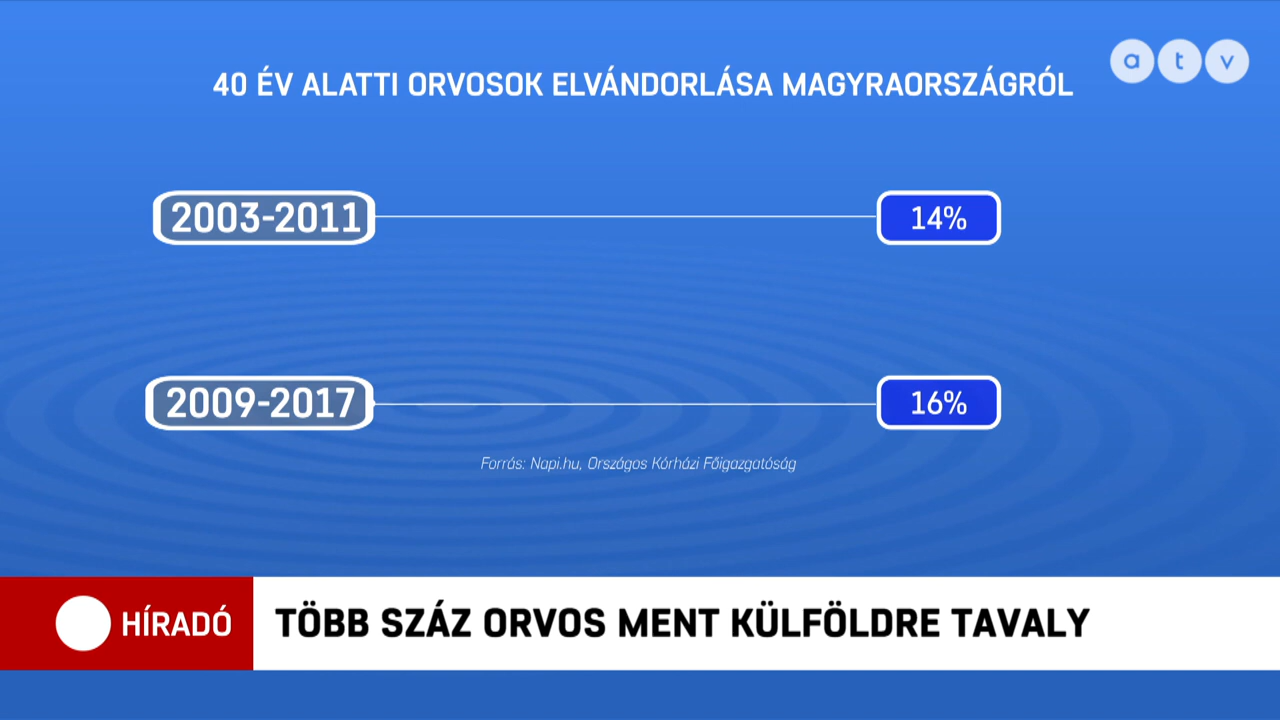 40 ÉV ALATTI ORVOSOK ELVÁNDORLÁSA MAGYRAORSZÁGRÓL
a t v
2003-2011 14%
2009-2017 16%
Forrás: Napi.hu, Országos Kórházi Főigazgatóság
HÍRADÓ TÖBB SZÁZ ORVOS MENT KÜLFÖLDRE TAVALY